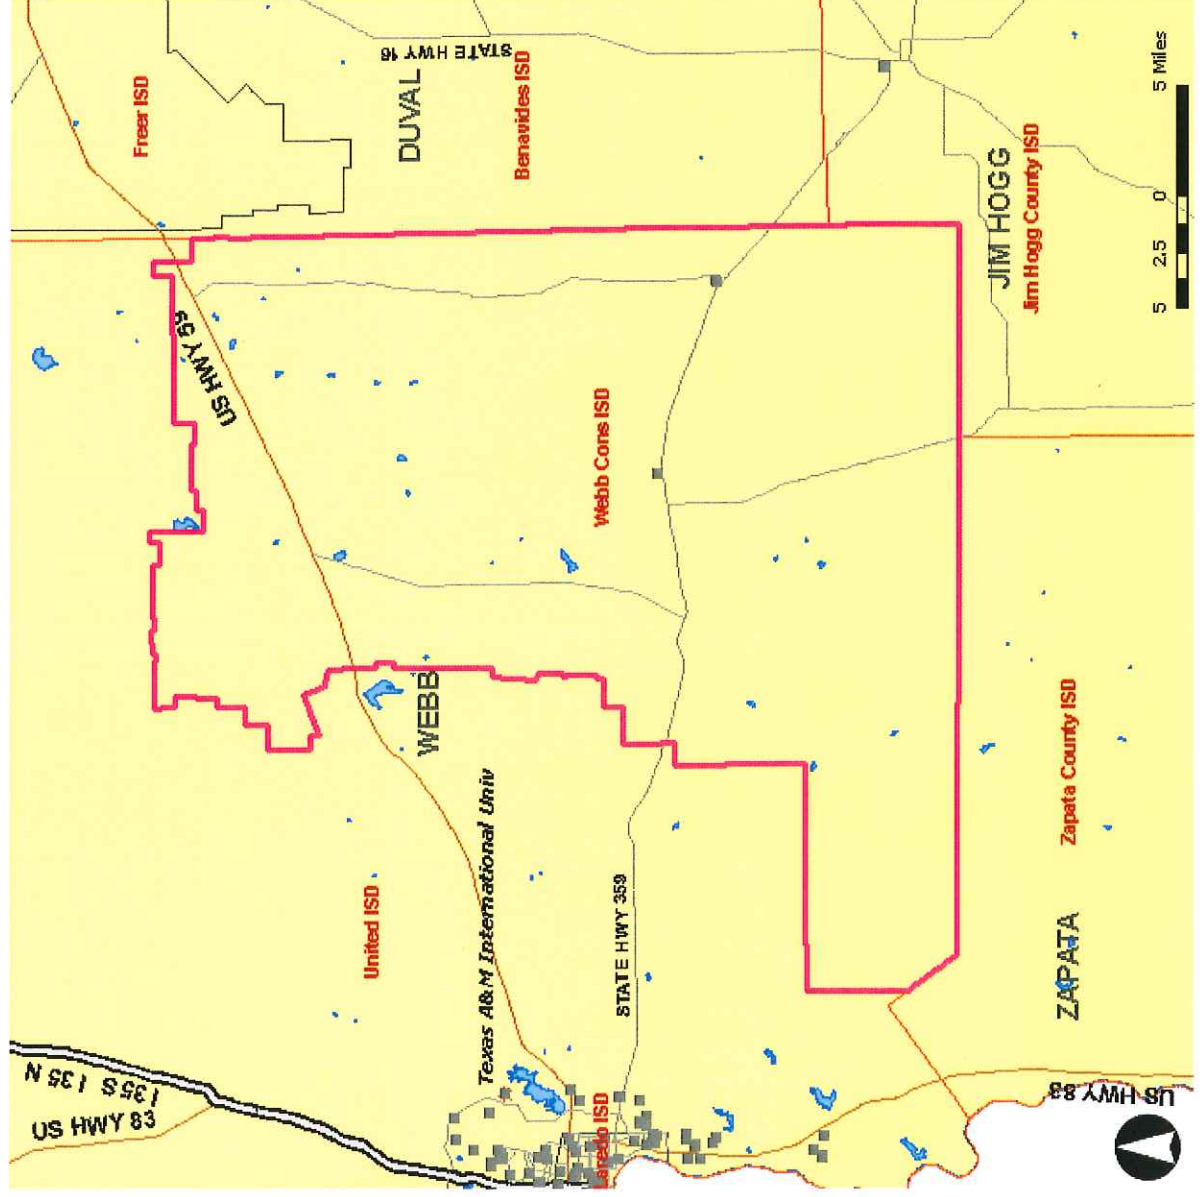 US HWY 83
I 35 S I 35 N
United ISD
Texas A&M International Univ
Laredo ISD
STATE HWY 359
WEBB
Webb Cons ISD
US HWY 59
Freer ISD
DUVAL
STATE HWY 16
Benavides ISD
JIM HOGG
Jim Hogg County ISD
Zapata County ISD
ZAPATA
US HWY 83
5 2.5 0 5 Miles